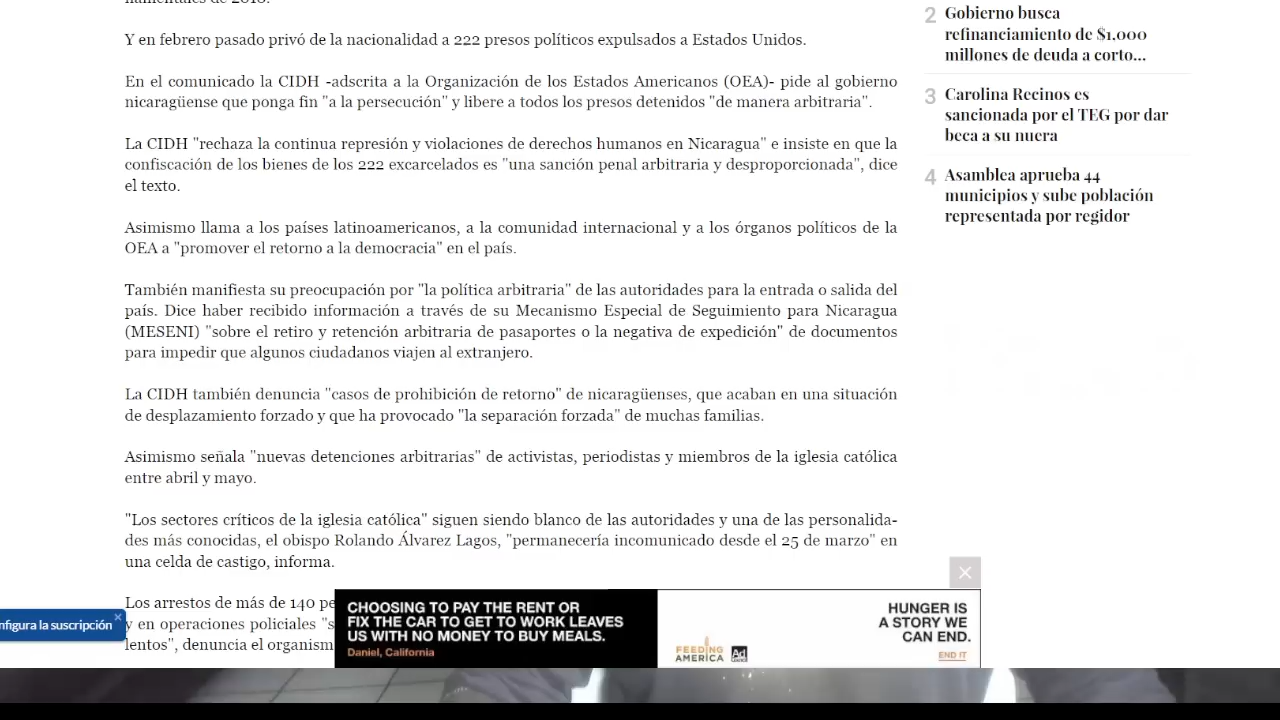 Y en febrero pasado privó de la nacionalidad a 222 presos políticos expulsados a Estados Unidos.
En el comunicado la CIDH -adscrita a la Organización de los Estados Americanos (OEA)- pide al gobierno
nicaragüense que ponga fin "a la persecución" y libere a todos los presos detenidos "de manera arbitraria".
La CIDH "rechaza la continua represión y violaciones de derechos humanos en Nicaragua" e insiste en que la
confiscación de los bienes de los 222 excarcelados es "una sanción penal arbitraria y desproporcionada", dice
el texto.
Asimismo llama a los países latinoamericanos, a la comunidad internacional y a los órganos políticos de la
OEA a "promover el retorno a la democracia" en el país.
También manifiesta su preocupación por "la política arbitraria" de las autoridades para la entrada o salida del
país. Dice haber recibido información a través de su Mecanismo Especial de Seguimiento para Nicaragua
(MESENI) "sobre el retiro y retención arbitraria de pasaportes o la negativa de expedición" de documentos
para impedir que algunos ciudadanos viajen al extranjero.
La CIDH también denuncia "casos de prohibición de retorno" de nicaragüenses, que acaban en una situación
de desplazamiento forzado y que ha provocado "la separación forzada" de muchas familias.
Asimismo señala "nuevas detenciones arbitrarias" de activistas, periodistas y miembros de la iglesia católica
entre abril y mayo.
"Los sectores críticos de la iglesia católica" siguen siendo blanco de las autoridades y una de las personalida-
des más conocidas, el obispo Rolando Álvarez Lagos, "permanecería incomunicado desde el 25 de marzo" en
una celda de castigo, informa.
Los arrestos de más de 140 pe
y en operaciones policiales "s
lentos", denuncia el organism
nfigura la suscripción
2 Gobierno busca
refinanciamiento de $1,000
millones de deuda a corto...
3 Carolina Recinos es
sancionada por el TEG por dar
beca a su nuera
4 Asamblea aprueba 44
municipios y sube población
representada por regidor
CHOOSING TO PAY THE RENT OR
FIX THE CAR TO GET TO WORK LEAVES
US WITH NO MONEY TO BUY MEALS.
Daniel, California
FEEDING
AMERICA
Ad
HUNGER IS
A STORY WE
CAN END.
END IT